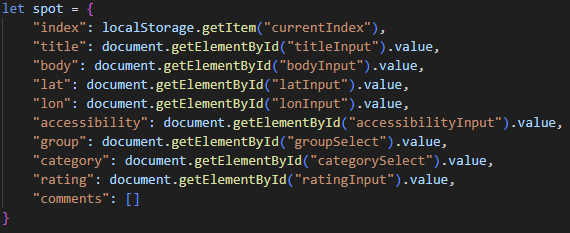 let spot = {
    "index": localStorage.getItem("currentIndex"),
    "title": document.getElementById("titleInput").value,
    "body": document.getElementById("bodyInput").value,
    "lat": document.getElementById("latInput").value,
    "lon": document.getElementById("lonInput").value,
    "accessibility": document.getElementById("accessibilityInput").value,
    "group": document.getElementById("groupSelect").value,
    "category": document.getElementById("categorySelect").value,
    "rating": document.getElementById("ratingInput").value,
    "comments": []
}